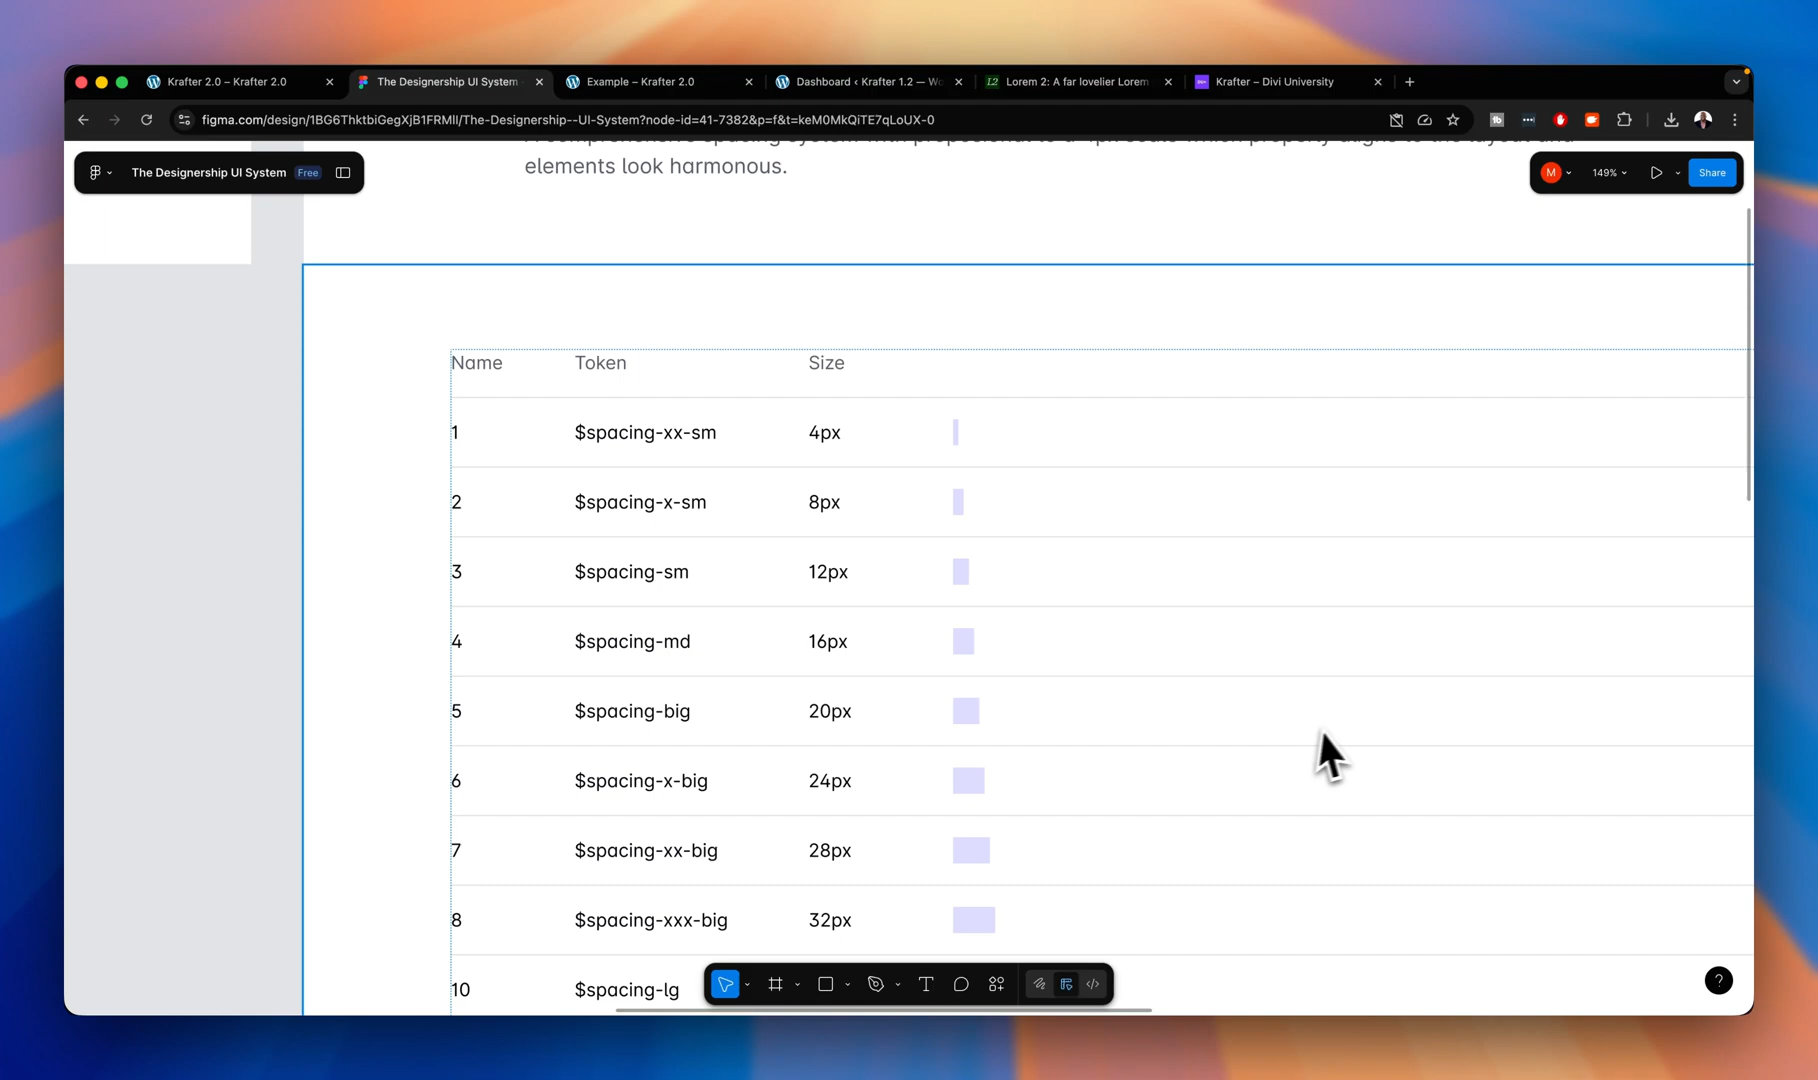 Krafter 2.0 – Krafter 2.0
The Designership UI System
Example – Krafter 2.0
Dashboard ‹ Krafter 1.2 — Wo
L2 Lorem 2: A far lovelier Lorem
Krafter – Divi University
figma.com/design/1BG6ThktbiGegXjB1FRMll/The-Designership--UI-System?node-id=41-7382&p=f&t=keM0MkQiTE7qLoUX-0
elements look harmonous.
The Designership UI System Free
M 149% Share
Name Token Size
1 $spacing-xx-sm 4px
2 $spacing-x-sm 8px
3 $spacing-sm 12px
4 $spacing-md 16px
5 $spacing-big 20px
6 $spacing-x-big 24px
7 $spacing-xx-big 28px
8 $spacing-xxx-big 32px
10 $spacing-lg
?